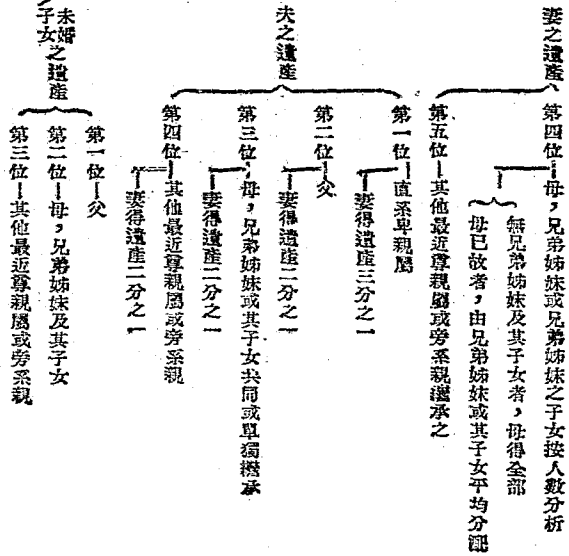 妻之遺產
第四位－母，兄弟姊妹或兄弟姊妹之子女按人數分析
無兄弟姊妹及其子女者，母得全部
母已故者，由兄弟姊妹或其子女平均分配
第五位－其他最近尊親屬或旁系親繼承之
夫之遺產
第一位－直系卑親屬
妻得遺產三分之一
第二位－父
妻得遺產二分之一
第三位－母，兄弟姊妹或其子女共同或單獨繼承
妻得遺產二分之一
第四位－其他最近尊親屬或旁系親
妻得遺產二分之一
未婚之子女之遺產
第一位－父
第二位－母，兄弟姊妹及其子女
第三位－其他最近尊親屬或旁系親